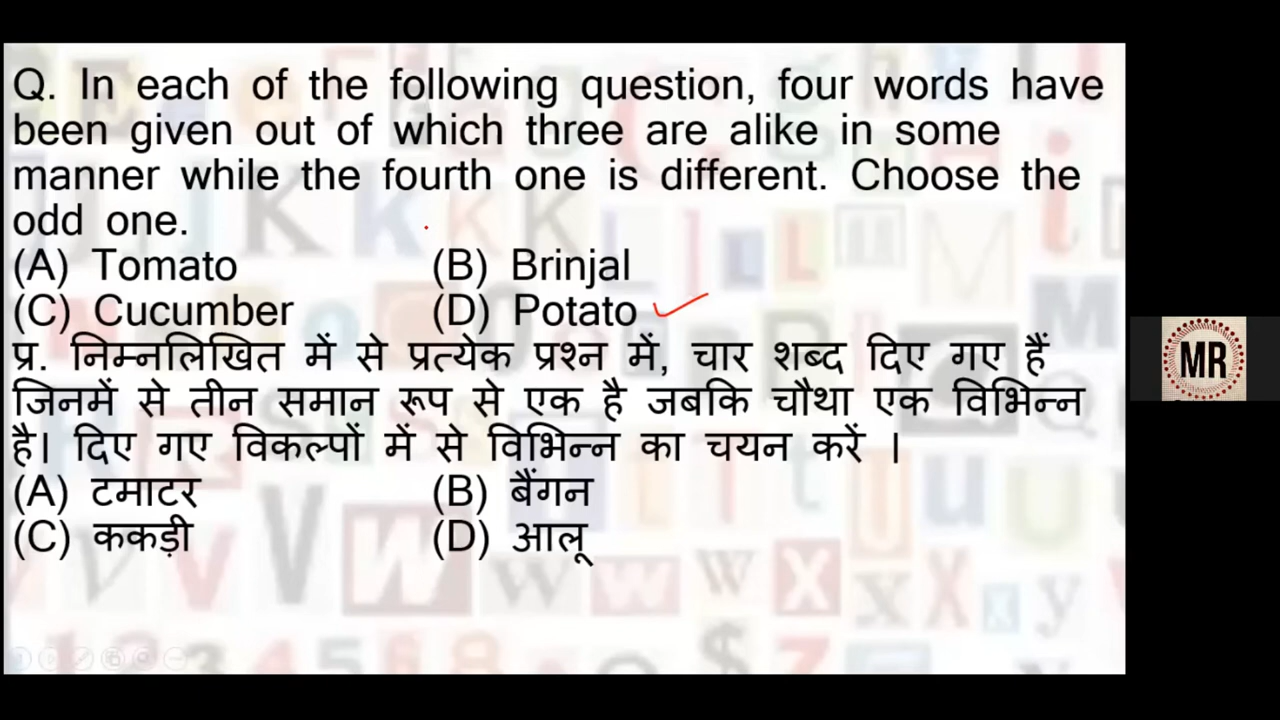 Q. In each of the following question, four words have
been given out of which three are alike in some
manner while the fourth one is different. Choose the
odd one.
(A) Tomato (B) Brinjal
(C) Cucumber (D) Potato
प्र. निम्नलिखित में से प्रत्येक प्रश्न में, चार शब्द दिए गए हैं
जिनमें से तीन समान रूप से एक है जबकि चौथा एक विभिन्न
है। दिए गए विकल्पों में से विभिन्न का चयन करें ।
(A) टमाटर (B) बैंगन
(C) ककड़ी (D) आलू
MR